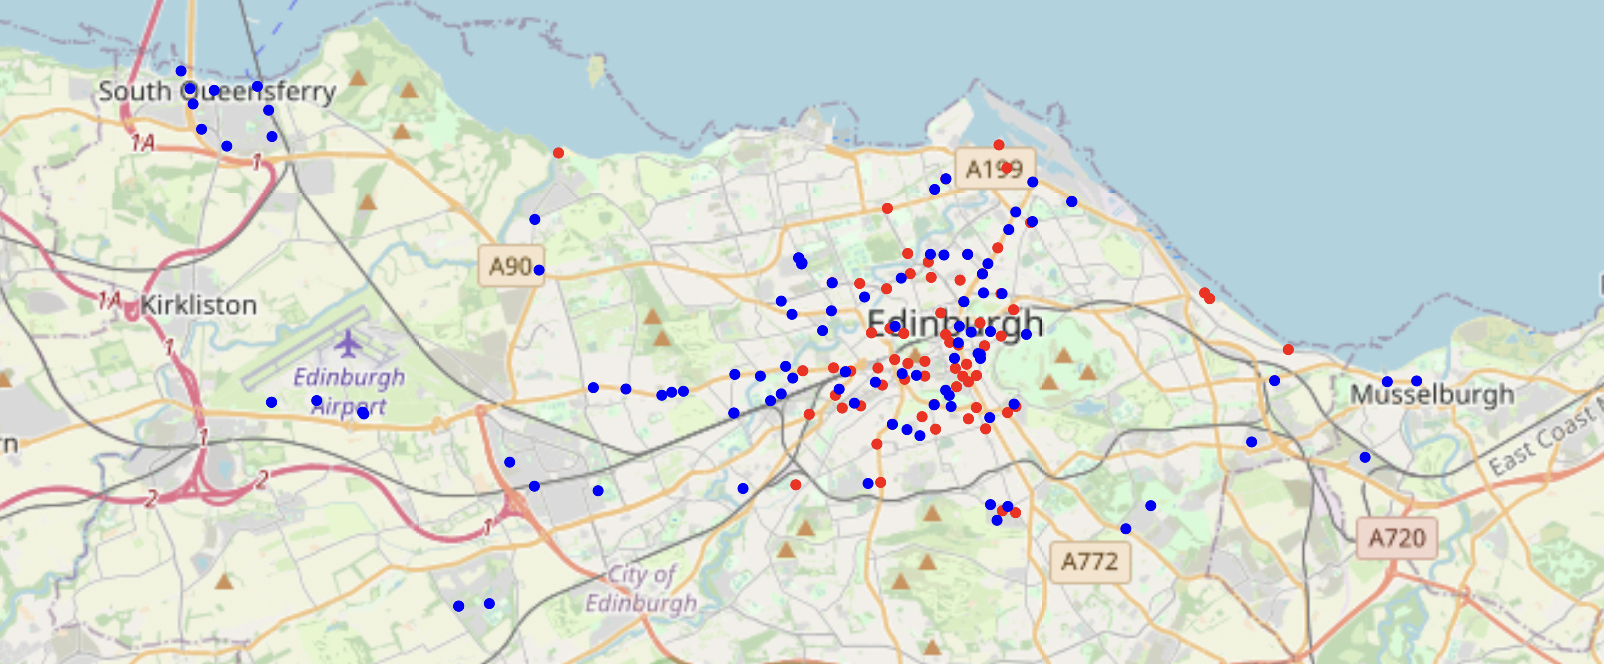 South Queensferry
1A
1
A199
A90
1A
Kirkliston
1
Edinburgh
Edinburgh
Airport
Musselburgh
rn
1
2
2
1
East Coast M
A720
A772
City of
Edinburgh